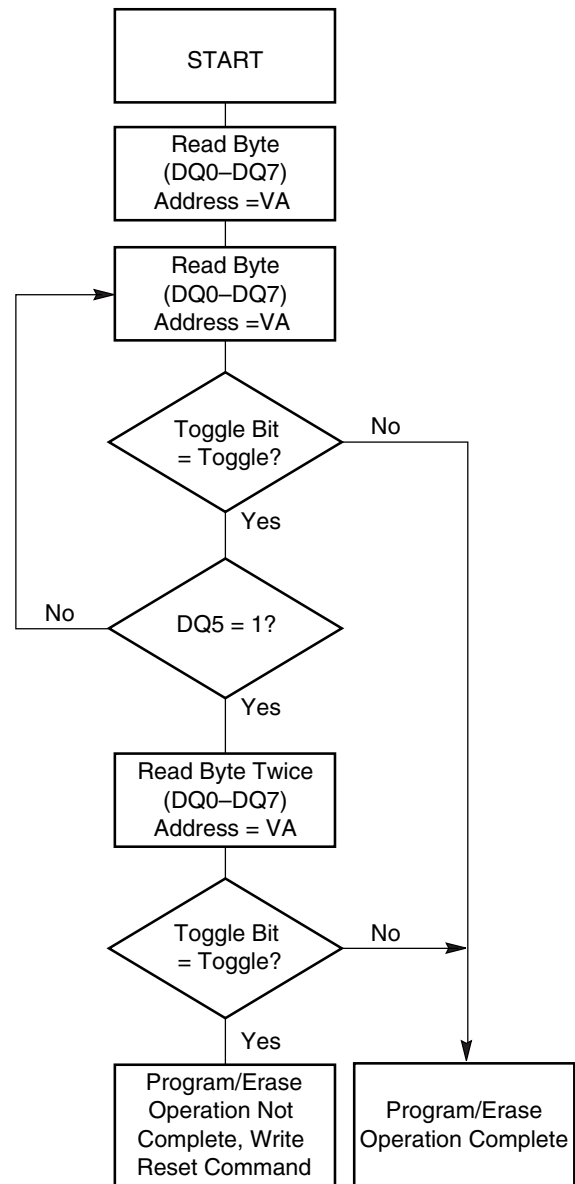 START
Read Byte
(DQ0–DQ7)
Address =VA
Read Byte
(DQ0–DQ7)
Address =VA
Toggle Bit
= Toggle?
No
Yes
No
DQ5 = 1?
Yes
Read Byte Twice
(DQ0–DQ7)
Address = VA
Toggle Bit
= Toggle?
No
Yes
Program/Erase
Operation Not
Complete, Write
Reset Command
Program/Erase
Operation Complete